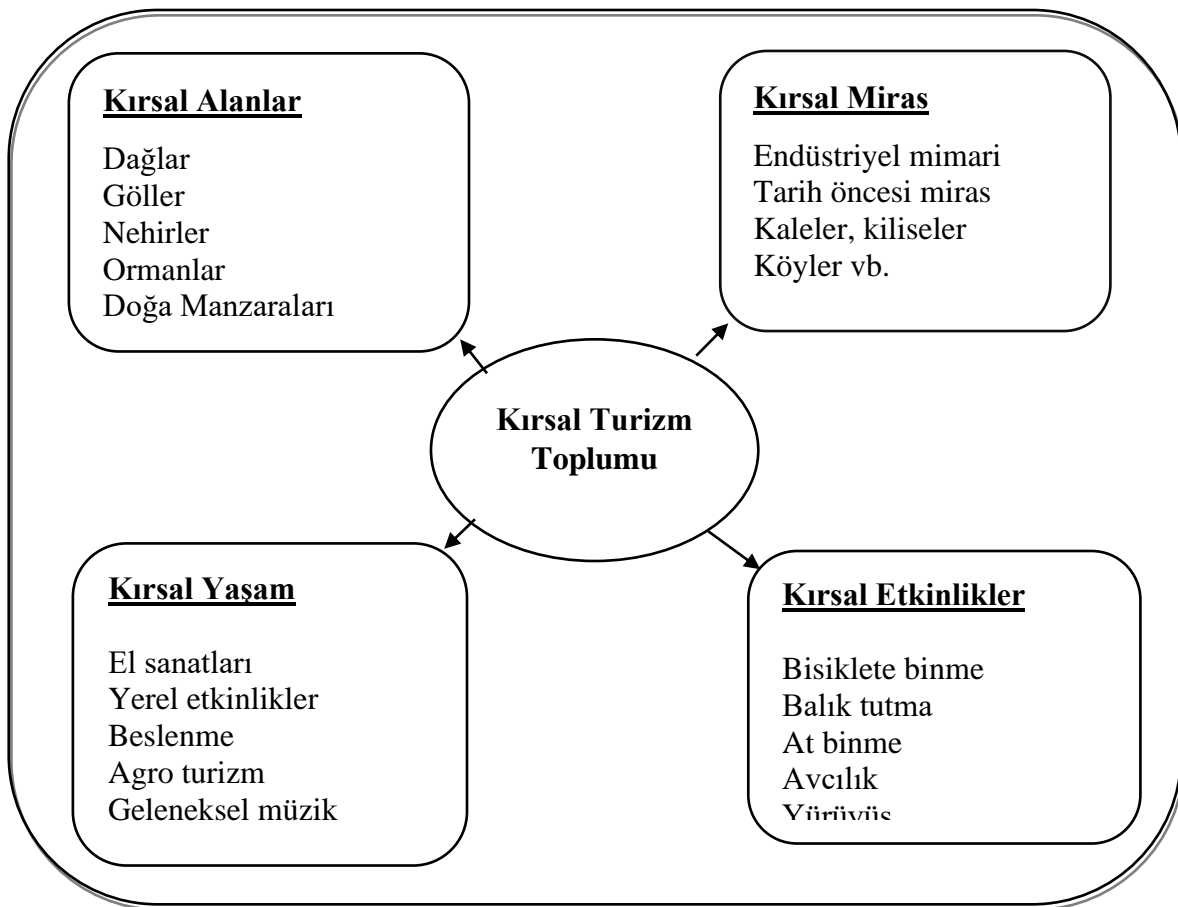 Kırsal Alanlar
Dağlar
Göller
Nehirler
Ormanlar
Doğa Manzaraları
Kırsal Miras
Endüstriyel mimari
Tarih öncesi miras
Kaleler, kiliseler
Köyler vb.
Kırsal Turizm
Toplumu
Kırsal Yaşam
El sanatları
Yerel etkinlikler
Beslenme
Agro turizm
Geleneksel müzik
Kırsal Etkinlikler
Bisiklete binme
Balık tutma
At binme
Avcılık
Yürüyüş